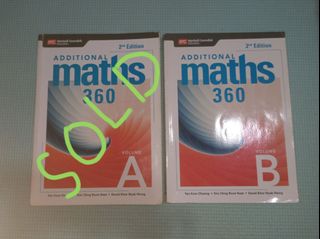 2nd Edition
ADDITIONAL
maths
360
VOLUME
A
SOLD
2nd Edition
ADDITIONAL
maths
360
VOLUME
B